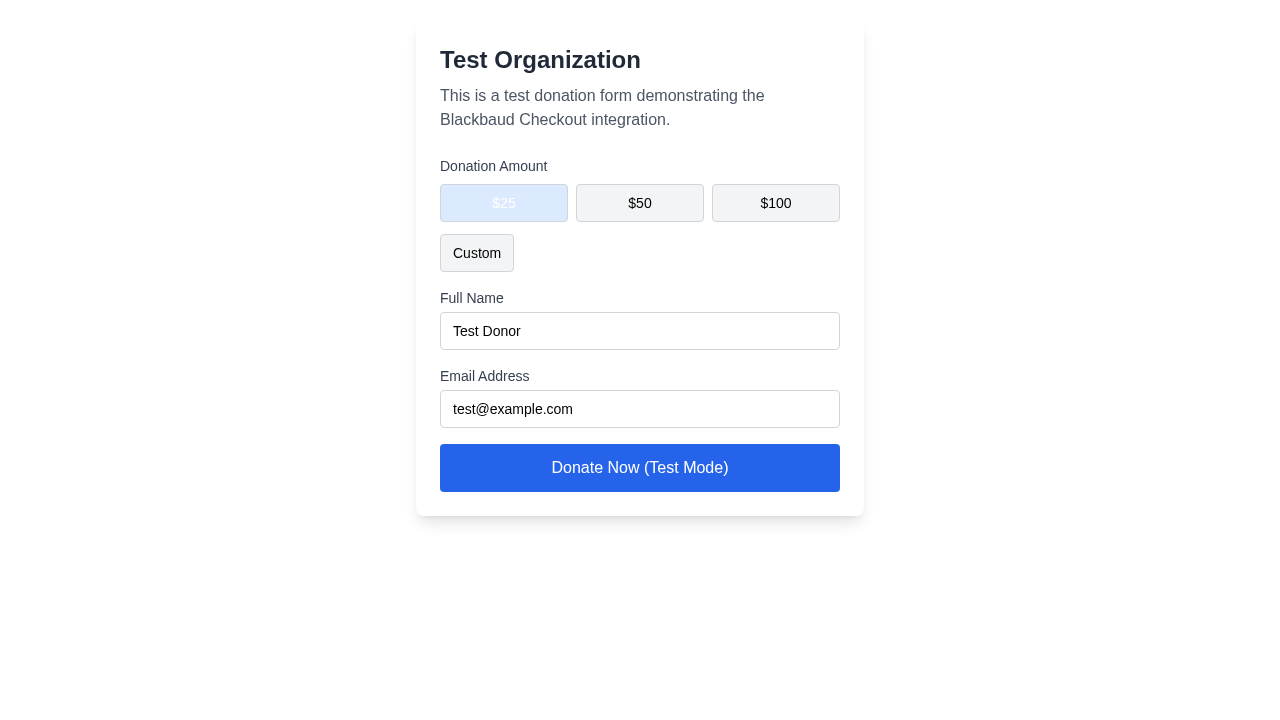 Test Organization
This is a test donation form demonstrating the
Blackbaud Checkout integration.
Donation Amount
$25 $50 $100
Custom
Full Name
Test Donor
Email Address
test@example.com
Donate Now (Test Mode)